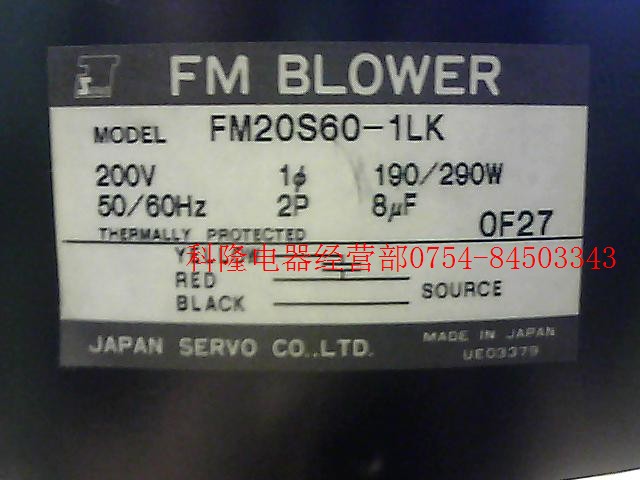 FM BLOWER
MODEL FM20S60-1LK
200V 1ϕ 190/290W
50/60Hz 2P 8μF
THERMALLY PROTECTED 0F27
科隆电器经营部0754-84503343
RED
BLACK SOURCE
JAPAN SERVO CO.,LTD.
MADE IN JAPAN
UE03379